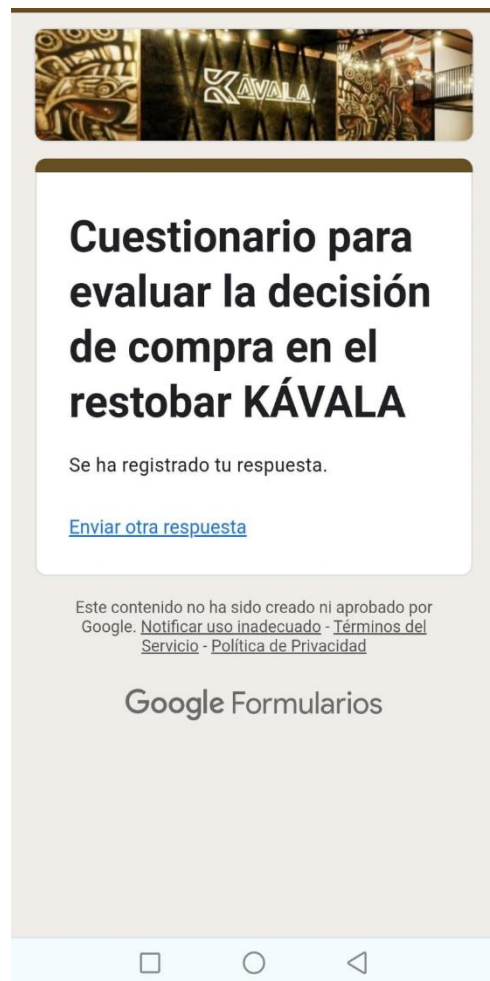 KÁVALA
Cuestionario para
evaluar la decisión
de compra en el
restobar KÁVALA
Se ha registrado tu respuesta.
Enviar otra respuesta
Este contenido no ha sido creado ni aprobado por
Google. Notificar uso inadecuado - Términos del
Servicio - Política de Privacidad
Google Formularios